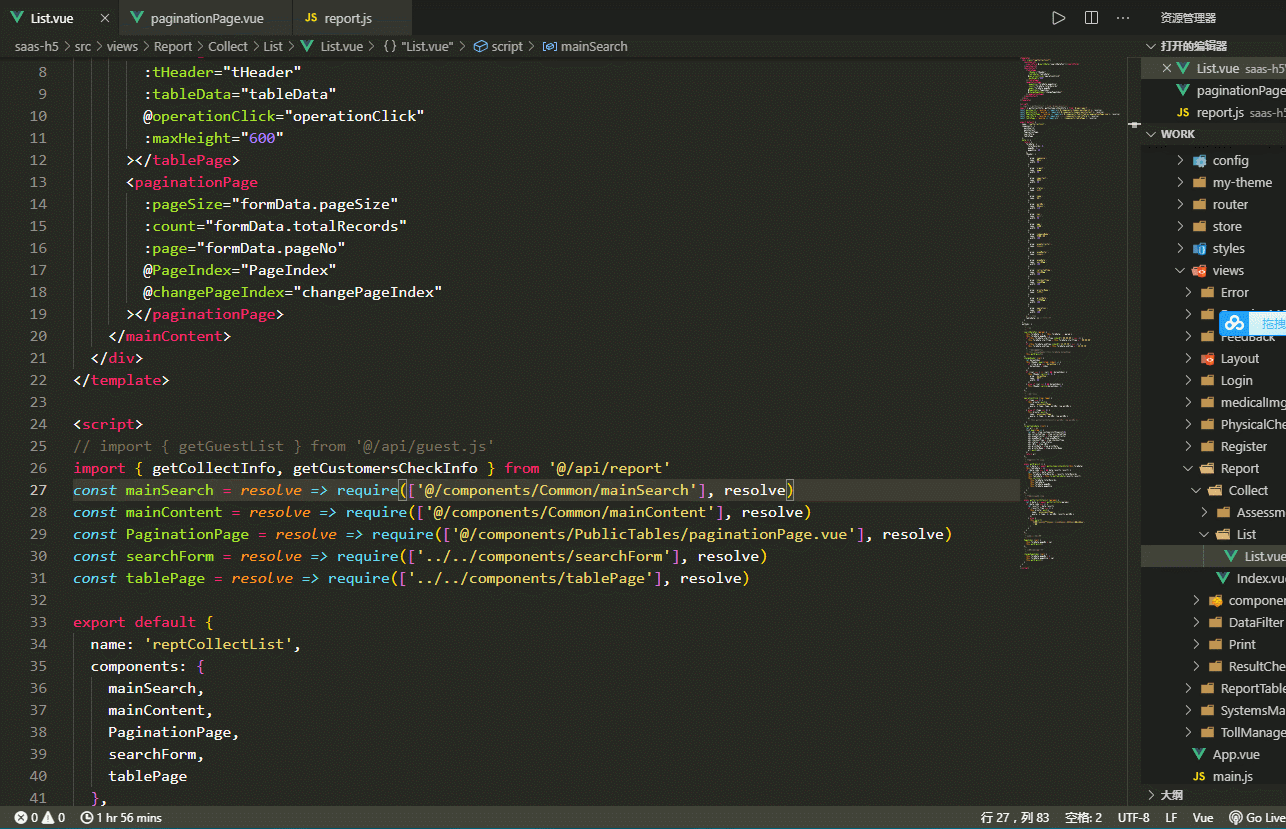 List.vue
paginationPage.vue
JS report.js
资源管理器
saas-h5 > src > views > Report > Collect > List > List.vue > {} "List.vue" > script > mainSearch
打开的编辑器
8 :tHeader="tHeader"
9 :tableData="tableData"
10 @operationClick="operationClick"
11 :maxHeight="600"
12 ></tablePage>
13 <paginationPage
14 :pageSize="formData.pageSize"
15 :count="formData.totalRecords"
16 :page="formData.pageNo"
17 @PageIndex="PageIndex"
18 @changePageIndex="changePageIndex"
19 ></paginationPage>
20 </mainContent>
21 </div>
22 </template>
23
24 <script>
25 // import { getGuestList } from '@/api/guest.js'
26 import { getCollectInfo, getCustomersCheckInfo } from '@/api/report'
27 const mainSearch = resolve => require(['@/components/Common/mainSearch'], resolve)
28 const mainContent = resolve => require(['@/components/Common/mainContent'], resolve)
29 const PaginationPage = resolve => require(['@/components/PublicTables/paginationPage.vue'], resolve)
30 const searchForm = resolve => require(['../../components/searchForm'], resolve)
31 const tablePage = resolve => require(['../../components/tablePage'], resolve)
32
33 export default {
34 name: 'reptCollectList',
35 components: {
36 mainSearch,
37 mainContent,
38 PaginationPage,
39 searchForm,
40 tablePage
41 },
List.vue saas-h5
paginationPage
JS report.js saas-h5
WORK
config
my-theme
router
store
styles
views
Error
拖拽
FeedBack
Layout
Login
medicalImg
PhysicalChe
Register
Report
Collect
Assessm
List
List.vue
Index.vu
componen
DataFilter
Print
ResultChe
ReportTable
SystemsMa
TollManage
App.vue
JS main.js
大纲
0 0 1 hr 56 mins
行 27，列 83 空格: 2 UTF-8 LF Vue Go Live